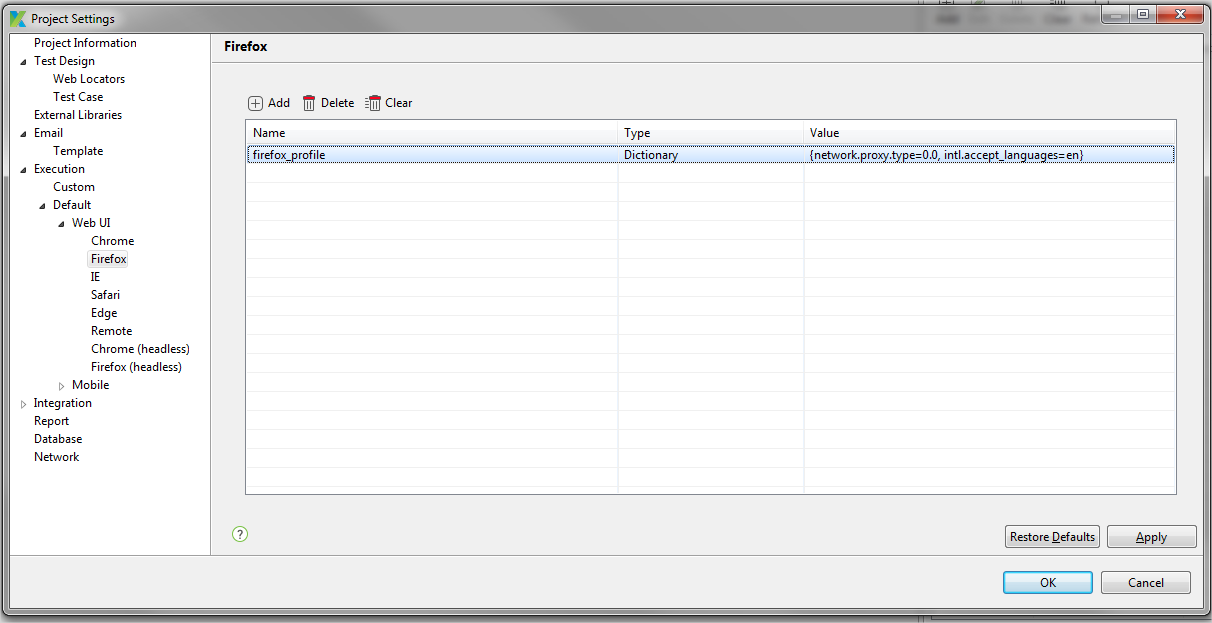 Project Settings
Project Information
Test Design
Web Locators
Test Case
External Libraries
Email
Template
Execution
Custom
Default
Web UI
Chrome
Firefox
IE
Safari
Edge
Remote
Chrome (headless)
Firefox (headless)
Mobile
Integration
Report
Database
Network
Firefox
Add Delete Clear
Name Type Value
firefox_profile Dictionary {network.proxy.type=0.0, intl.accept_languages=en}
?
Restore Defaults Apply
OK Cancel